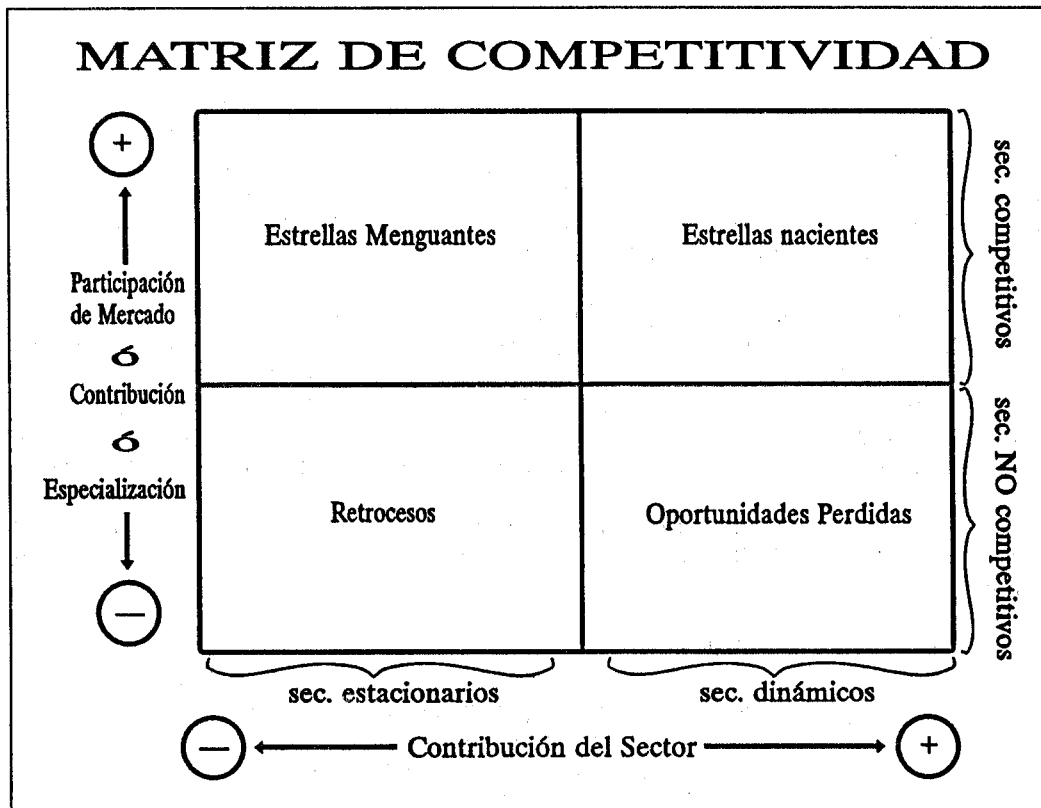 MATRIZ DE COMPETITIVIDAD
+
Participación
de Mercado
ó
Contribución
ó
Especialización
—
Estrellas Menguantes
Estrellas nacientes
Retrocesos
Oportunidades Perdidas
sec. competitivos
sec. NO competitivos
sec. estacionarios
sec. dinámicos
—
Contribución del Sector
+